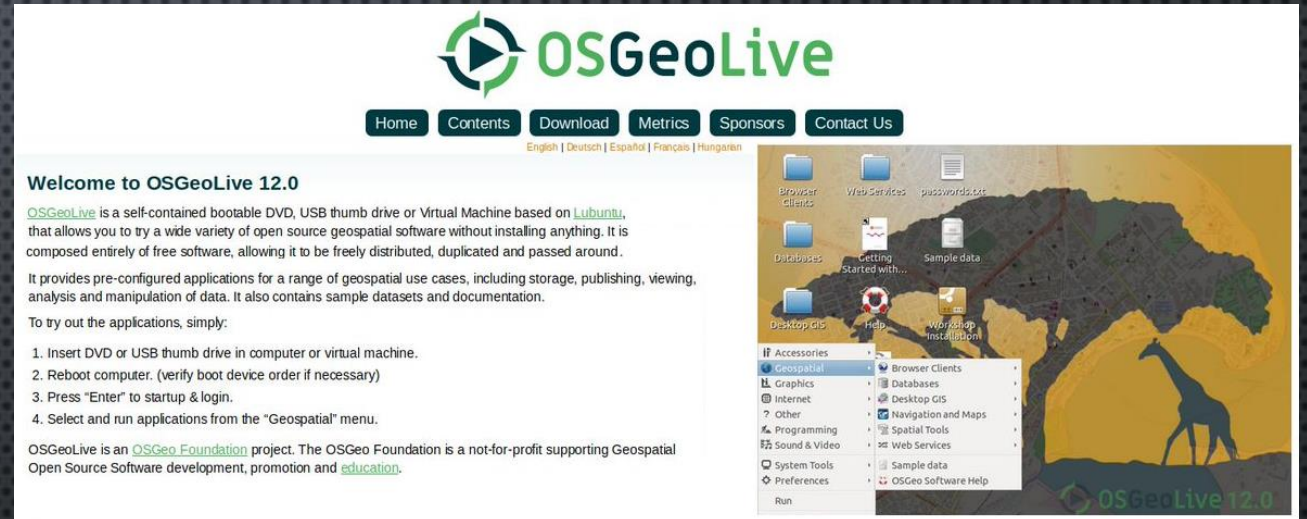 OSGeoLive
Home Contents Download Metrics Sponsors Contact Us
English | Deutsch | Español | Français | Hungarian
Welcome to OSGeoLive 12.0
OSGeoLive is a self-contained bootable DVD, USB thumb drive or Virtual Machine based on Lubuntu,
that allows you to try a wide variety of open source geospatial software without installing anything. It is
composed entirely of free software, allowing it to be freely distributed, duplicated and passed around.
It provides pre-configured applications for a range of geospatial use cases, including storage, publishing, viewing,
analysis and manipulation of data. It also contains sample datasets and documentation.
To try out the applications, simply:
1. Insert DVD or USB thumb drive in computer or virtual machine.
2. Reboot computer. (verify boot device order if necessary)
3. Press “Enter” to startup & login.
4. Select and run applications from the “Geospatial” menu.
OSGeoLive is an OSGeo Foundation project. The OSGeo Foundation is a not-for-profit supporting Geospatial
Open Source Software development, promotion and education.
Browser
Clients
Web Services
passwords.txt
Databases
Getting
Started with...
Sample data
Desktop GIS
Help
Workshop
Installation
Accessories
Geospatial
Graphics
Internet
Other
Programming
Sound & Video
System Tools
Preferences
Run
Browser Clients
Databases
Desktop GIS
Navigation and Maps
Spatial Tools
Web Services
Sample data
OSGeo Software Help
OSGeoLive 12.0